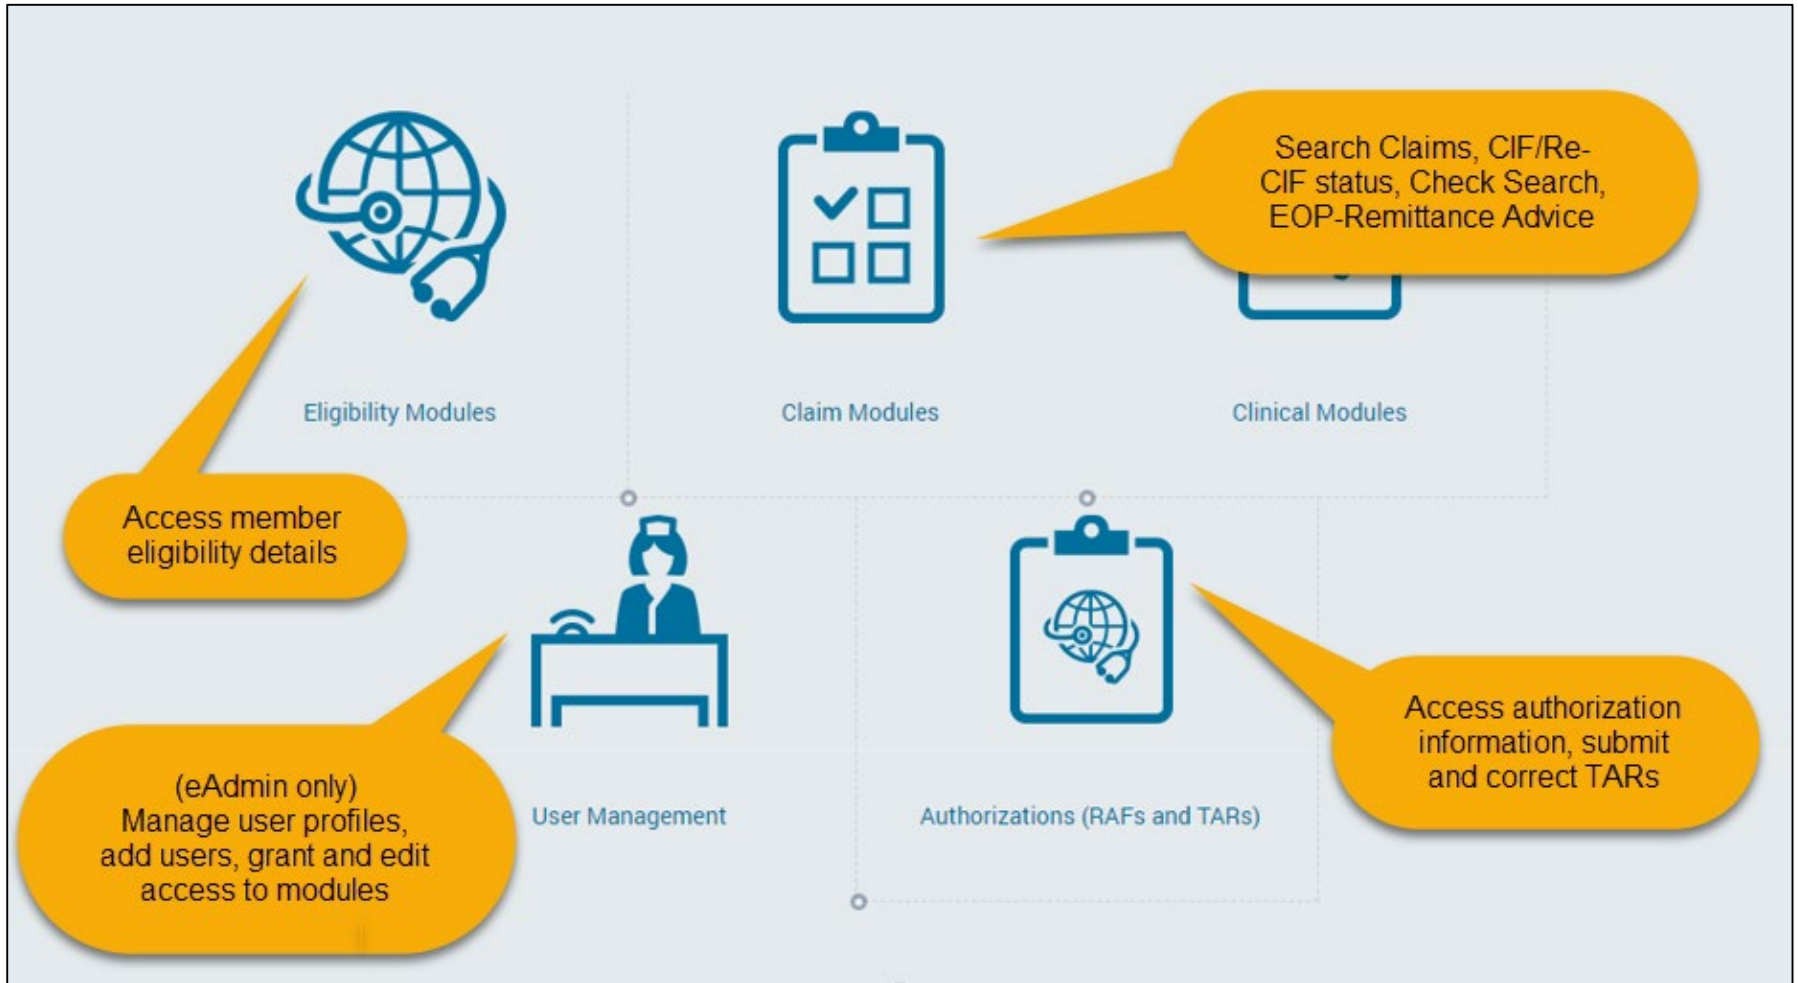 Search Claims, CIF/Re-
CIF status, Check Search,
EOP-Remittance Advice
Eligibility Modules
Claim Modules
Clinical Modules
Access member
eligibility details
(eAdmin only)
Manage user profiles,
add users, grant and edit
access to modules
User Management
Authorizations (RAFs and TARs)
Access authorization
information, submit
and correct TARs